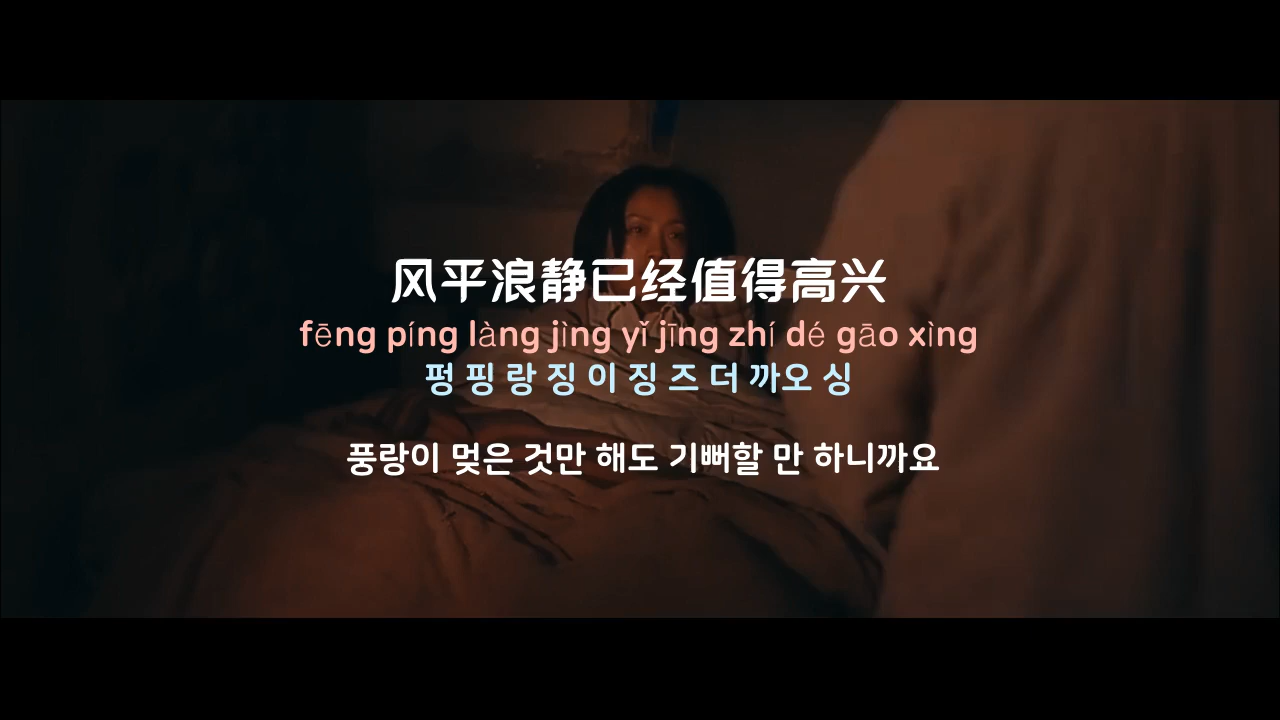 风平浪静已经值得高兴
fēng píng làng jìng yǐ jīng zhí dé gāo xìng
펑 핑 랑 징 이 징 즈 더 까오 싱
풍랑이 멎은 것만 해도 기뻐할 만 하니까요